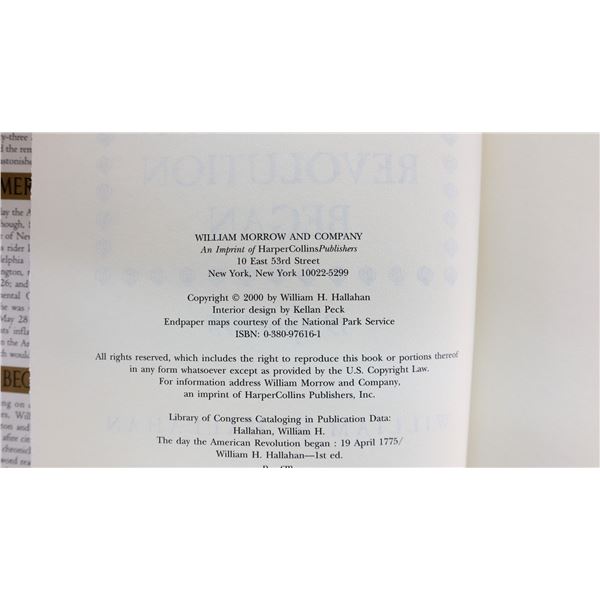 WILLIAM MORROW AND COMPANY
An Imprint of HarperCollinsPublishers
10 East 53rd Street
New York, New York 10022-5299
Copyright © 2000 by William H. Hallahan
Interior design by Kellan Peck
Endpaper maps courtesy of the National Park Service
ISBN: 0-380-97616-1
All rights reserved, which includes the right to reproduce this book or portions thereof
in any form whatsoever except as provided by the U.S. Copyright Law.
For information address William Morrow and Company,
an imprint of HarperCollins Publishers, Inc.
Library of Congress Cataloging in Publication Data:
Hallahan, William H.
The day the American Revolution began : 19 April 1775/
William H. Hallahan—1st ed.
REVOLUTION
BEGAN